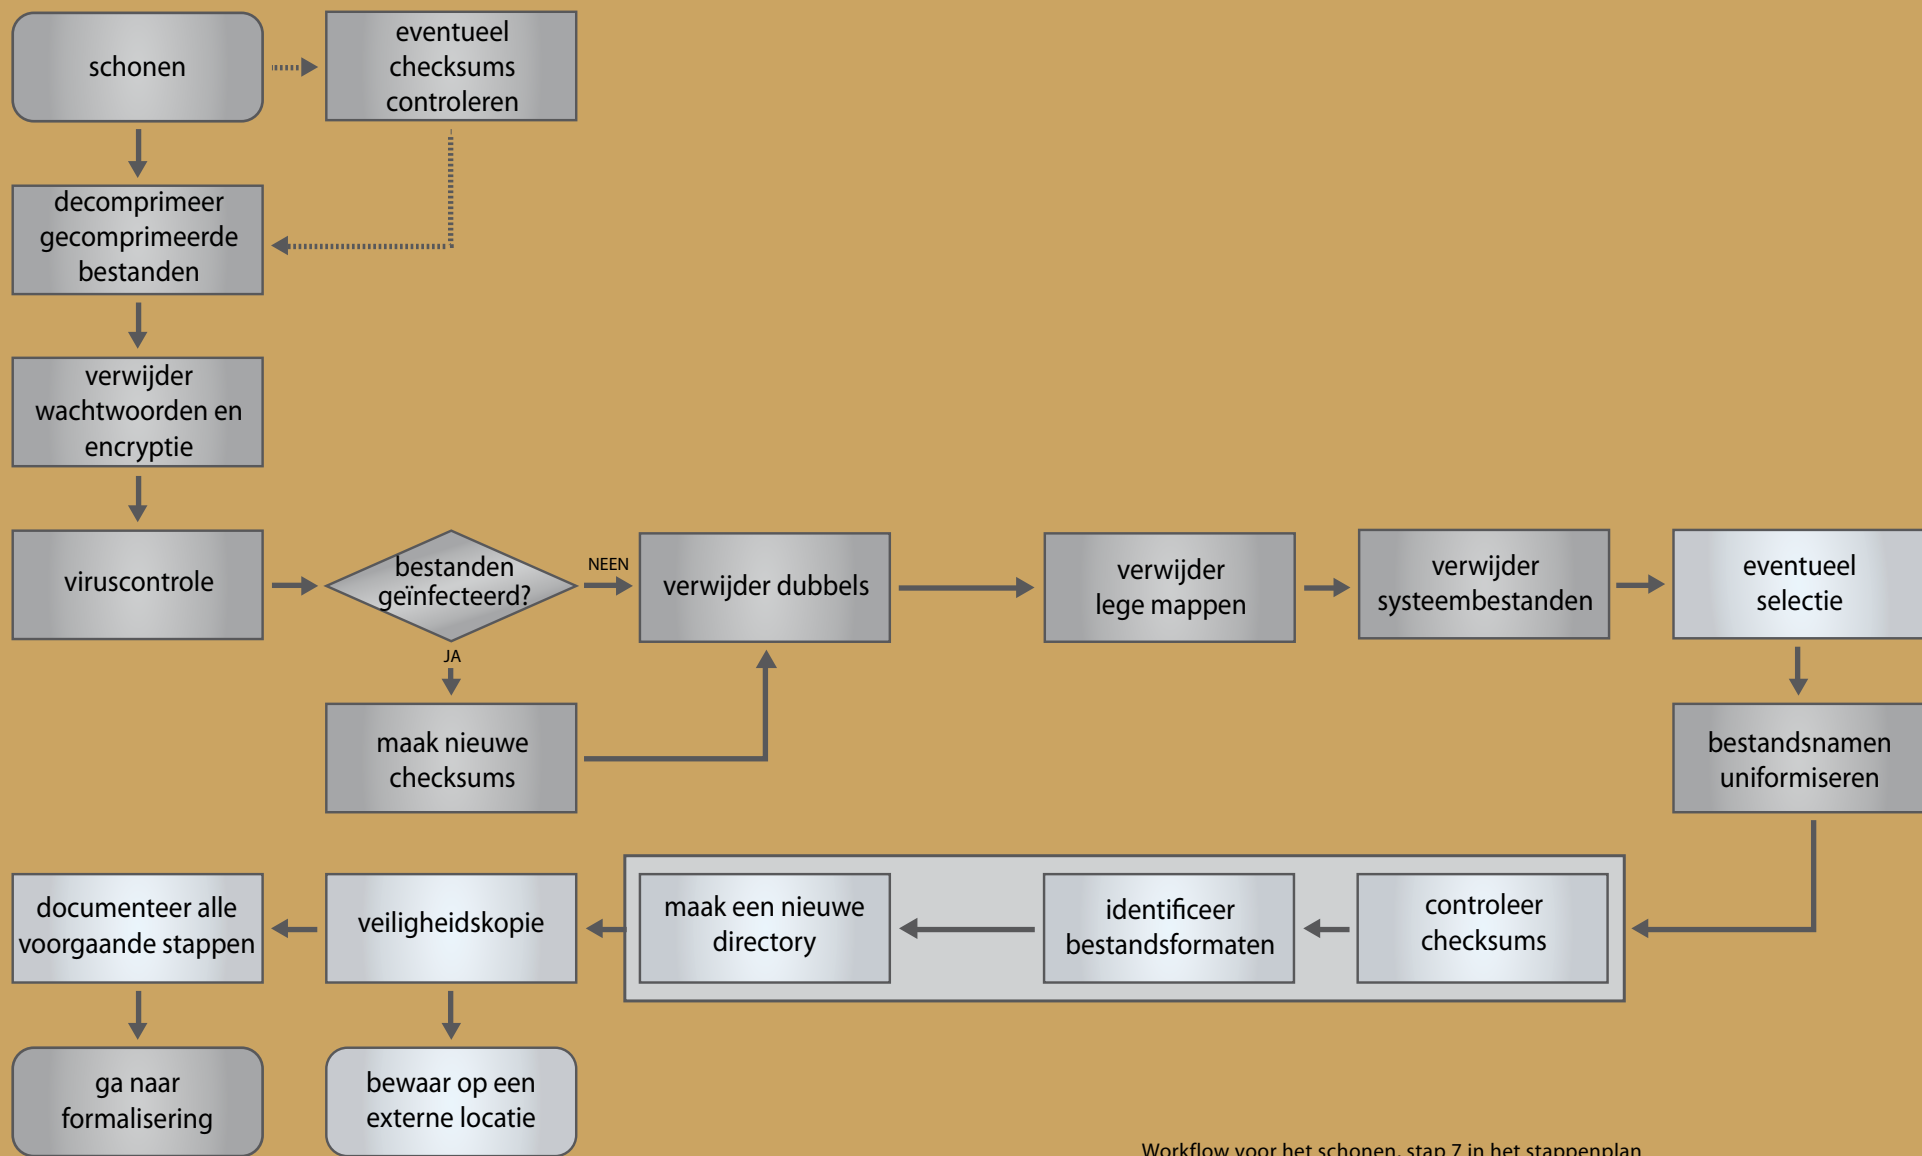 schonen
eventueel
checksums
controleren
decomprimeer
gecomprimeerde
bestanden
verwijder
wachtwoorden en
encryptie
viruscontrole
bestanden
geïnfecteerd?
NEEN
JA
maak nieuwe
checksums
verwijder dubbels
verwijder
lege mappen
verwijder
systeembestanden
eventueel
selectie
bestandsnamen
uniformiseren
controleer
checksums
identificeer
bestandsformaten
maak een nieuwe
directory
veiligheidskopie
documenteer alle
voorgaande stappen
ga naar
formalisering
bewaar op een
externe locatie
Workflow voor het schonen, stap 7 in het stappenplan